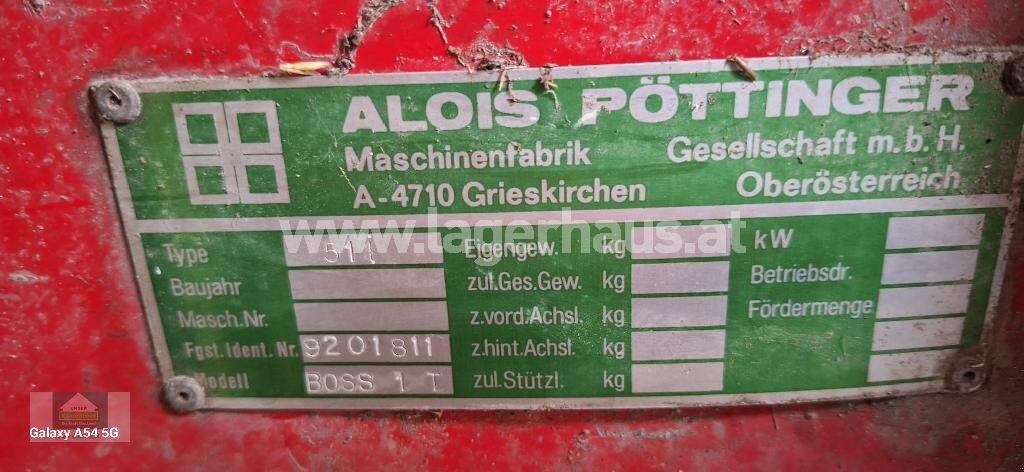 ALOIS PÖTTINGER
Maschinenfabrik Gesellschaft m.b.H.
A-4710 Grieskirchen Oberösterreich
www.lagerhaus.at
Type 511 Eigengew. kg kW
Baujahr zul.Ges.Gew. kg Betriebsdr.
Masch.Nr. z.vord.Achsl. kg Fördermenge
Fgst.Ident.Nr. 9201811 z.hint.Achsl. kg
Modell BOSS 1 T zul.Stützl. kg
UNSER
LAGERHAUS
Galaxy A54 5G